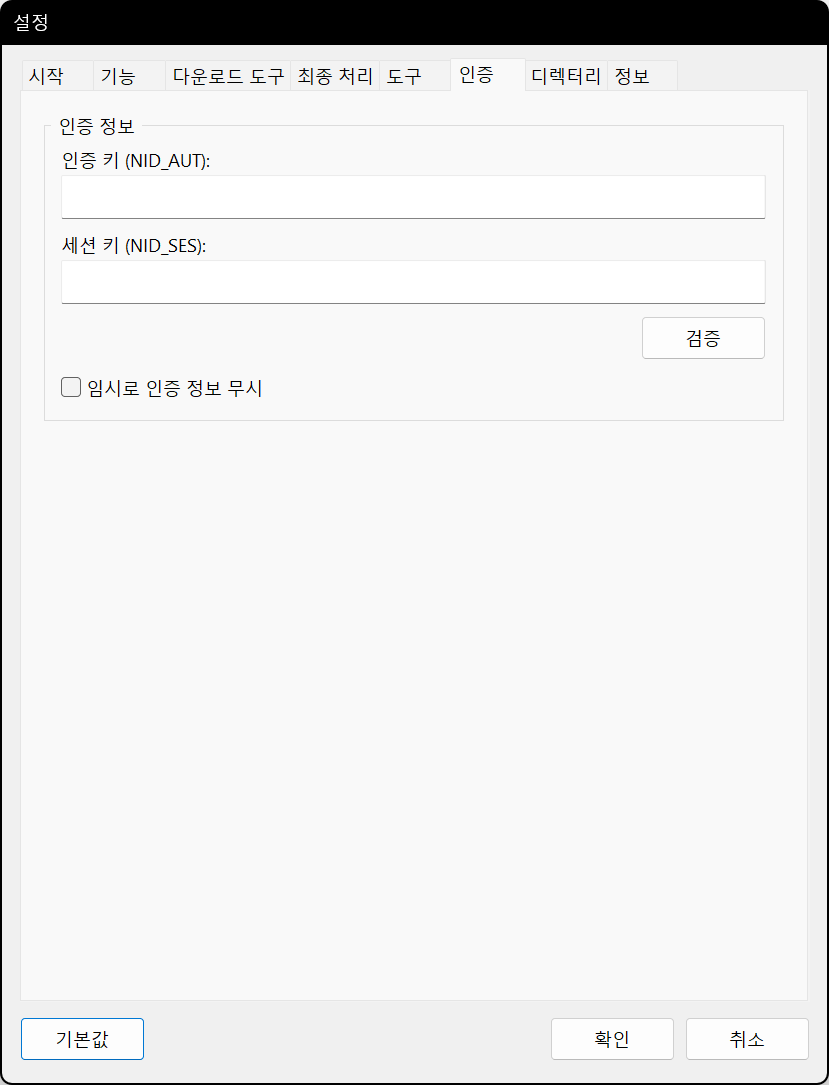 설정
시작 기능 다운로드 도구 최종 처리 도구 인증 디렉터리 정보
인증 정보
인증 키 (NID_AUT):
세션 키 (NID_SES):
검증
임시로 인증 정보 무시
기본값 확인 취소